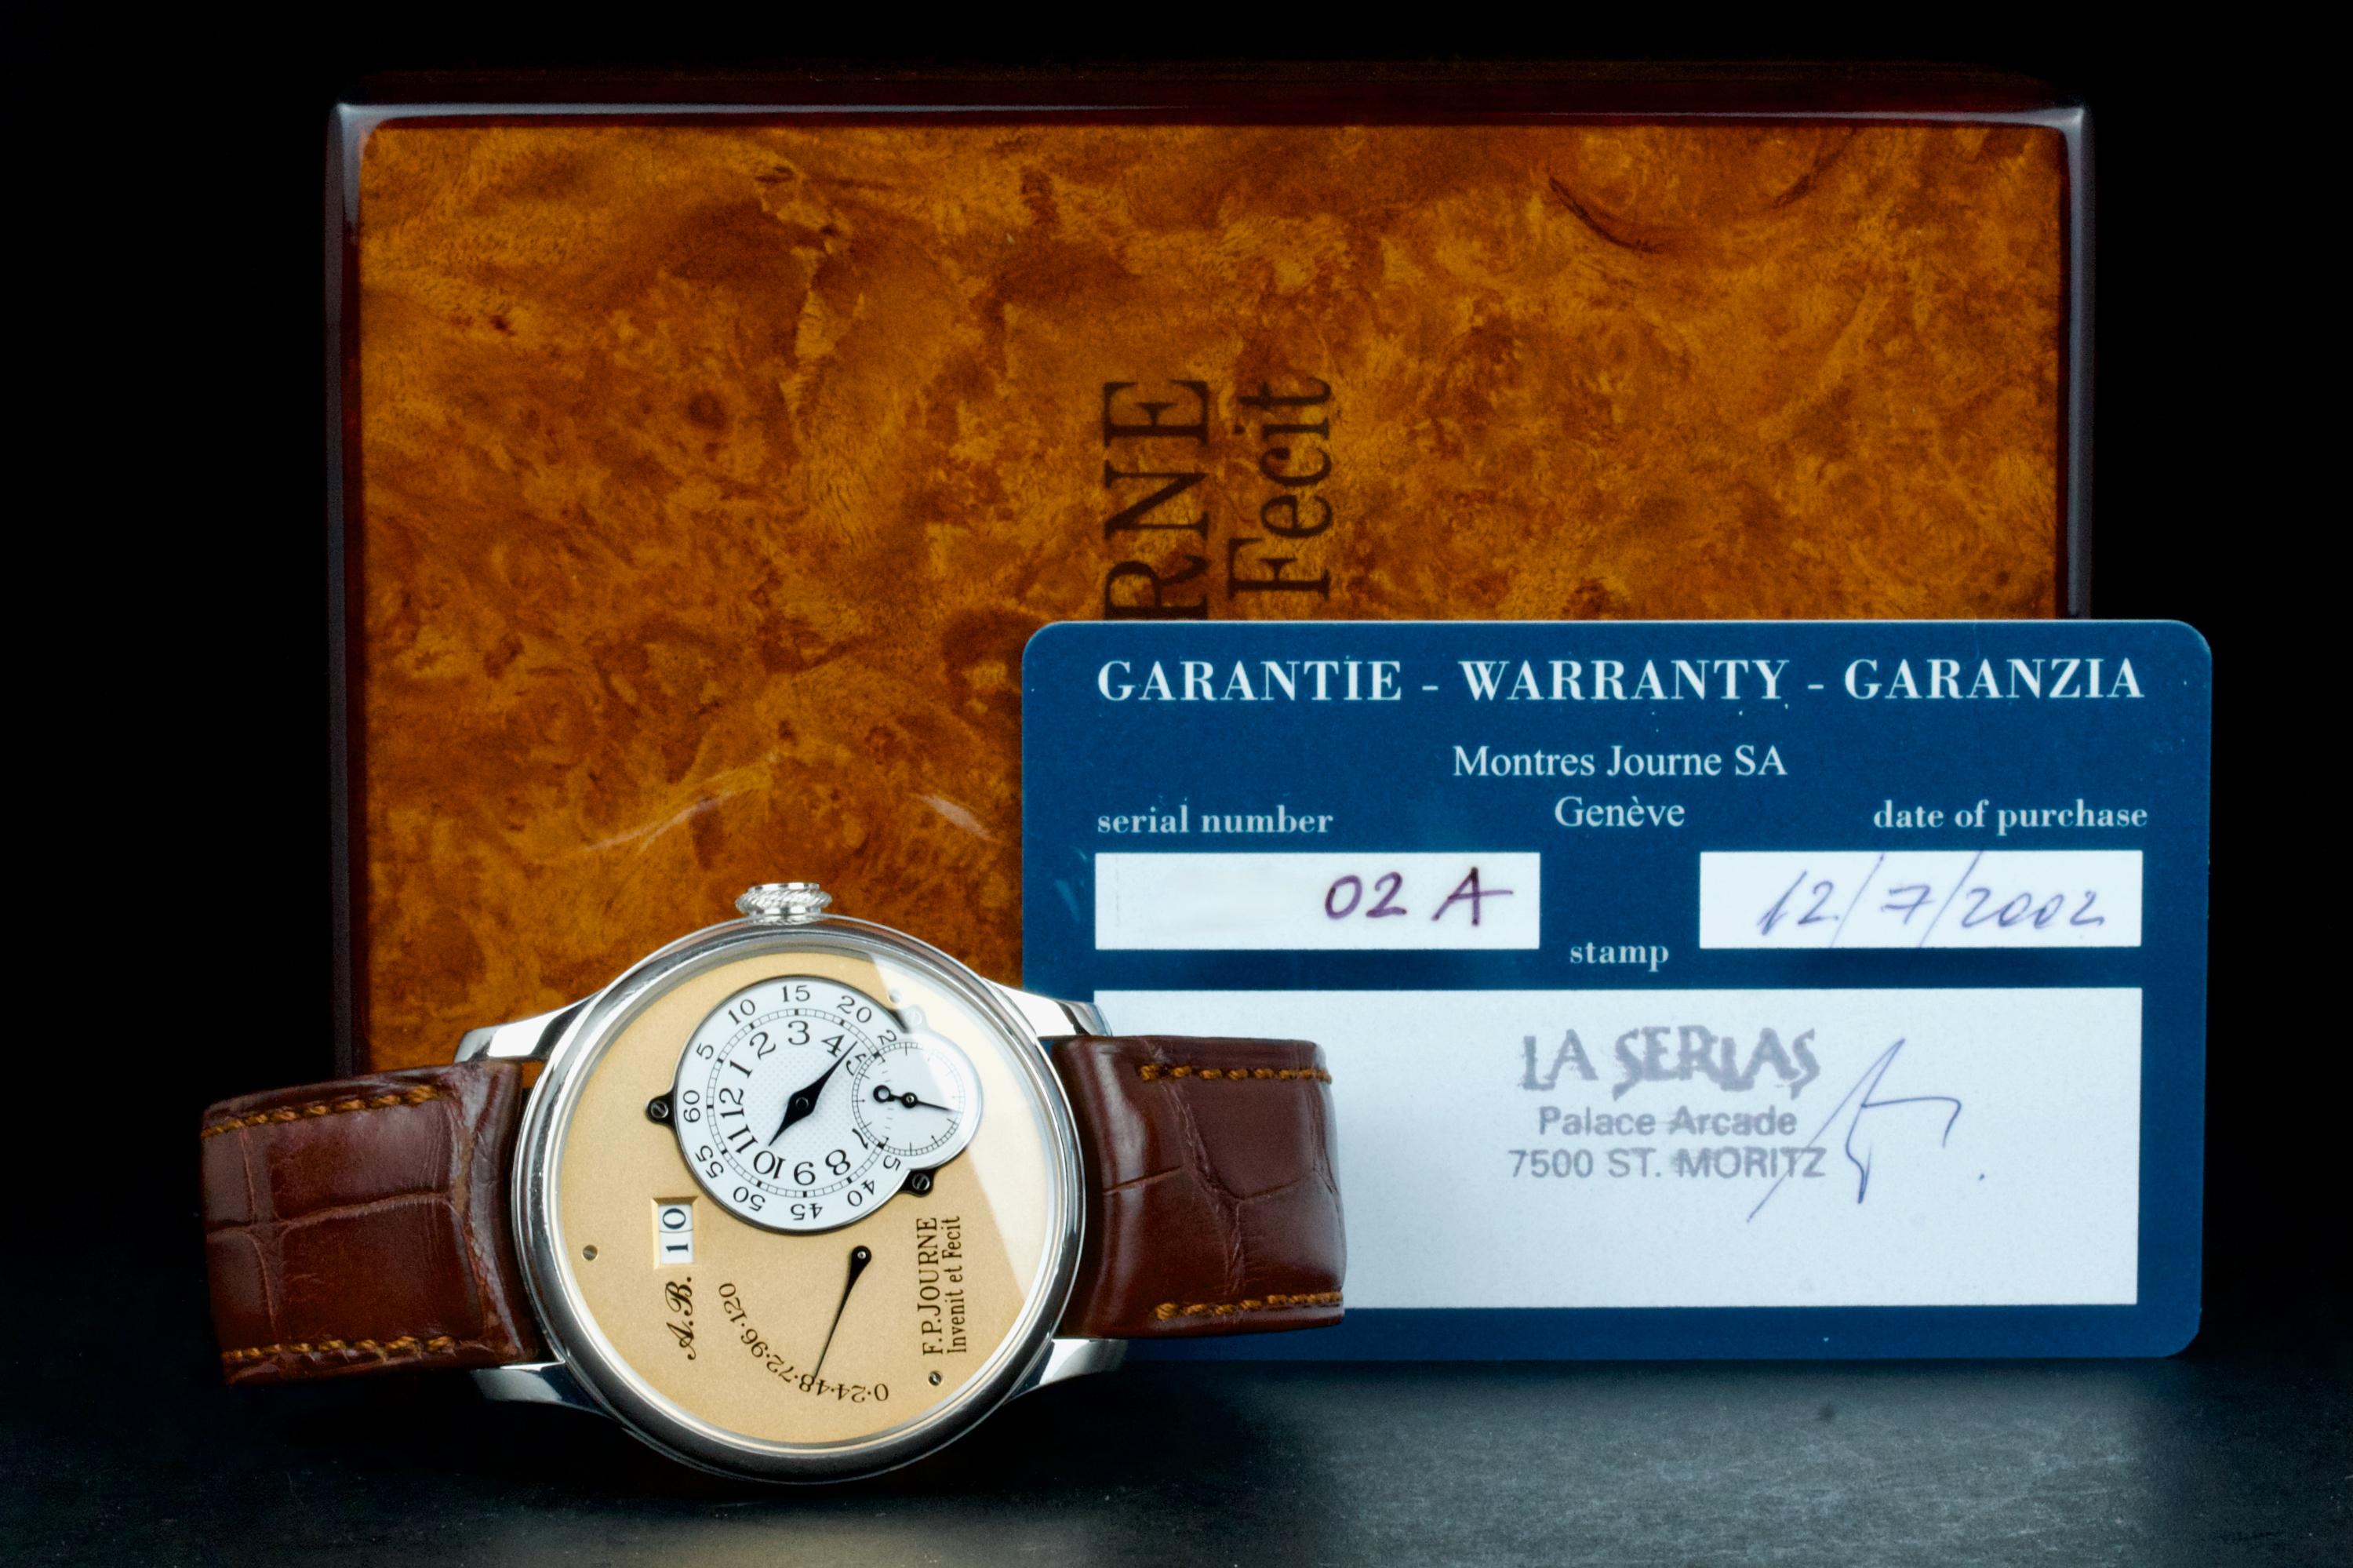 RNE
Fecit
GARANTIE - WARRANTY - GARANZIA
Montres Journe SA
Genève
serial number
date of purchase
02 A
12/7/2002
stamp
LA SERLAS
Palace Arcade
7500 ST. MORITZ
5 10 15 20 40 45 50 55 60
1 2 3 4 5 7 8 9 10 11 12
10
A.B.
0·24·48·72·96·120
F.P.JOURNE
Invenit et Fecit